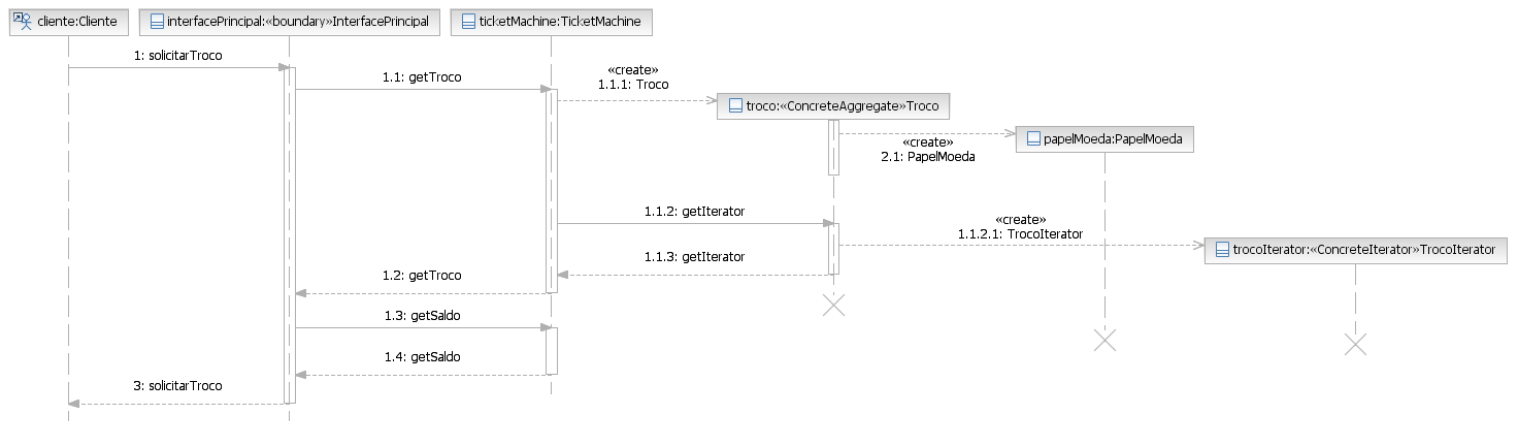 cliente:Cliente
interfacePrincipal:«boundary»InterfacePrincipal
ticketMachine:TicketMachine
1: solicitarTroco
1.1: getTroco
«create»
1.1.1: Troco
troco:«ConcreteAggregate»Troco
papelMoeda:PapelMoeda
«create»
2.1: PapelMoeda
1.1.2: getIterator
«create»
1.1.2.1: TrocoIterator
trocoIterator:«ConcreteIterator»TrocoIterator
1.1.3: getIterator
1.2: getTroco
1.3: getSaldo
1.4: getSaldo
3: solicitarTroco